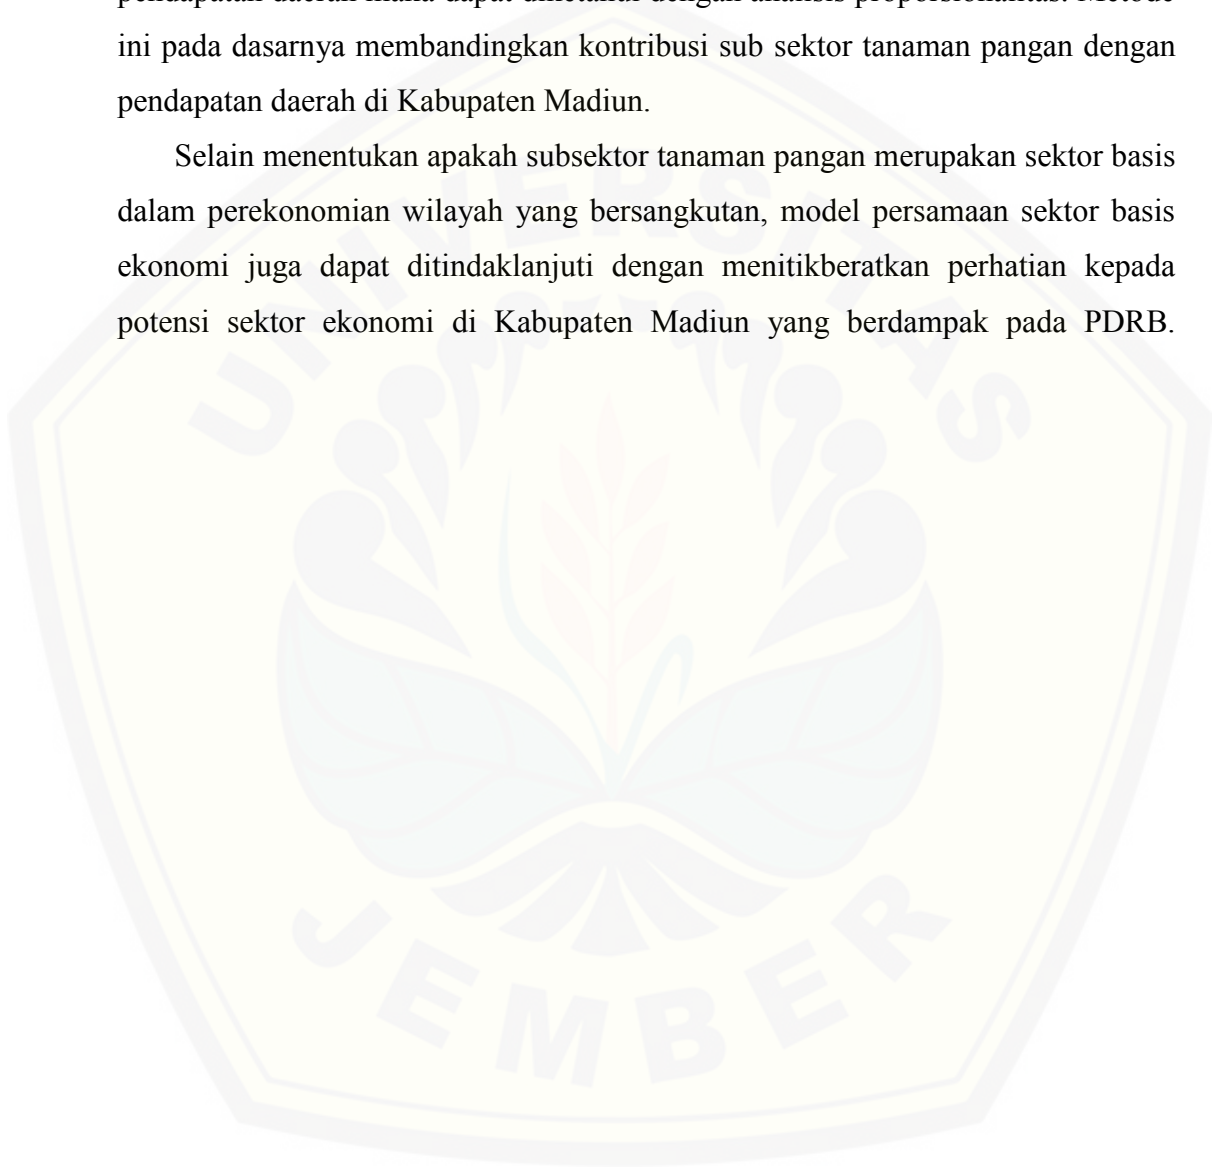 ini pada dasarnya membandingkan kontribusi sub sektor tanaman pangan dengan
pendapatan daerah di Kabupaten Madiun.
Selain menentukan apakah subsektor tanaman pangan merupakan sektor basis
dalam perekonomian wilayah yang bersangkutan, model persamaan sektor basis
ekonomi juga dapat ditindaklanjuti dengan menitikberatkan perhatian kepada
potensi sektor ekonomi di Kabupaten Madiun yang berdampak pada PDRB.
UNIVERSITAS
JEMBER